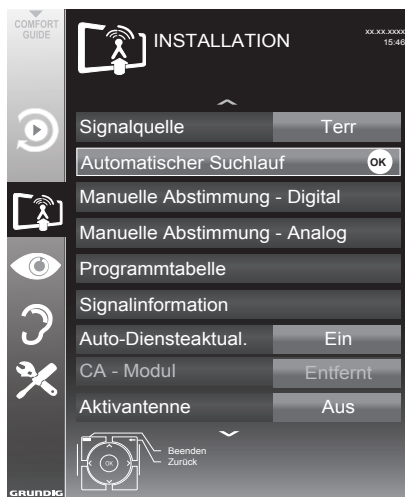 COMFORT
GUIDE
INSTALLATION
xx.xx.xxxx
15:46
Signalquelle Terr
Automatischer Suchlauf OK
Manuelle Abstimmung - Digital
Manuelle Abstimmung - Analog
Programmtabelle
Signalinformation
Auto-Diensteaktual. Ein
CA - Modul Entfernt
Aktivantenne Aus
Beenden
Zurück
OK
GRUNDIG